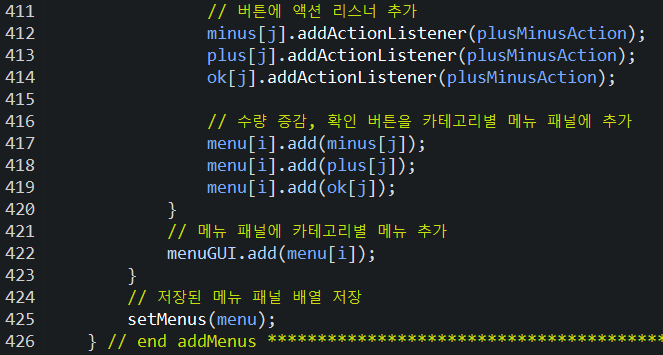 411 // 버튼에 액션 리스너 추가
412 minus[j].addActionListener(plusMinusAction);
413 plus[j].addActionListener(plusMinusAction);
414 ok[j].addActionListener(plusMinusAction);
415
416 // 수량 증감, 확인 버튼을 카테고리별 메뉴 패널에 추가
417 menu[i].add(minus[j]);
418 menu[i].add(plus[j]);
419 menu[i].add(ok[j]);
420 }
421 // 메뉴 패널에 카테고리별 메뉴 추가
422 menuGUI.add(menu[i]);
423 }
424 // 저장된 메뉴 패널 배열 저장
425 setMenus(menu);
426 } // end addMenus ****************************************